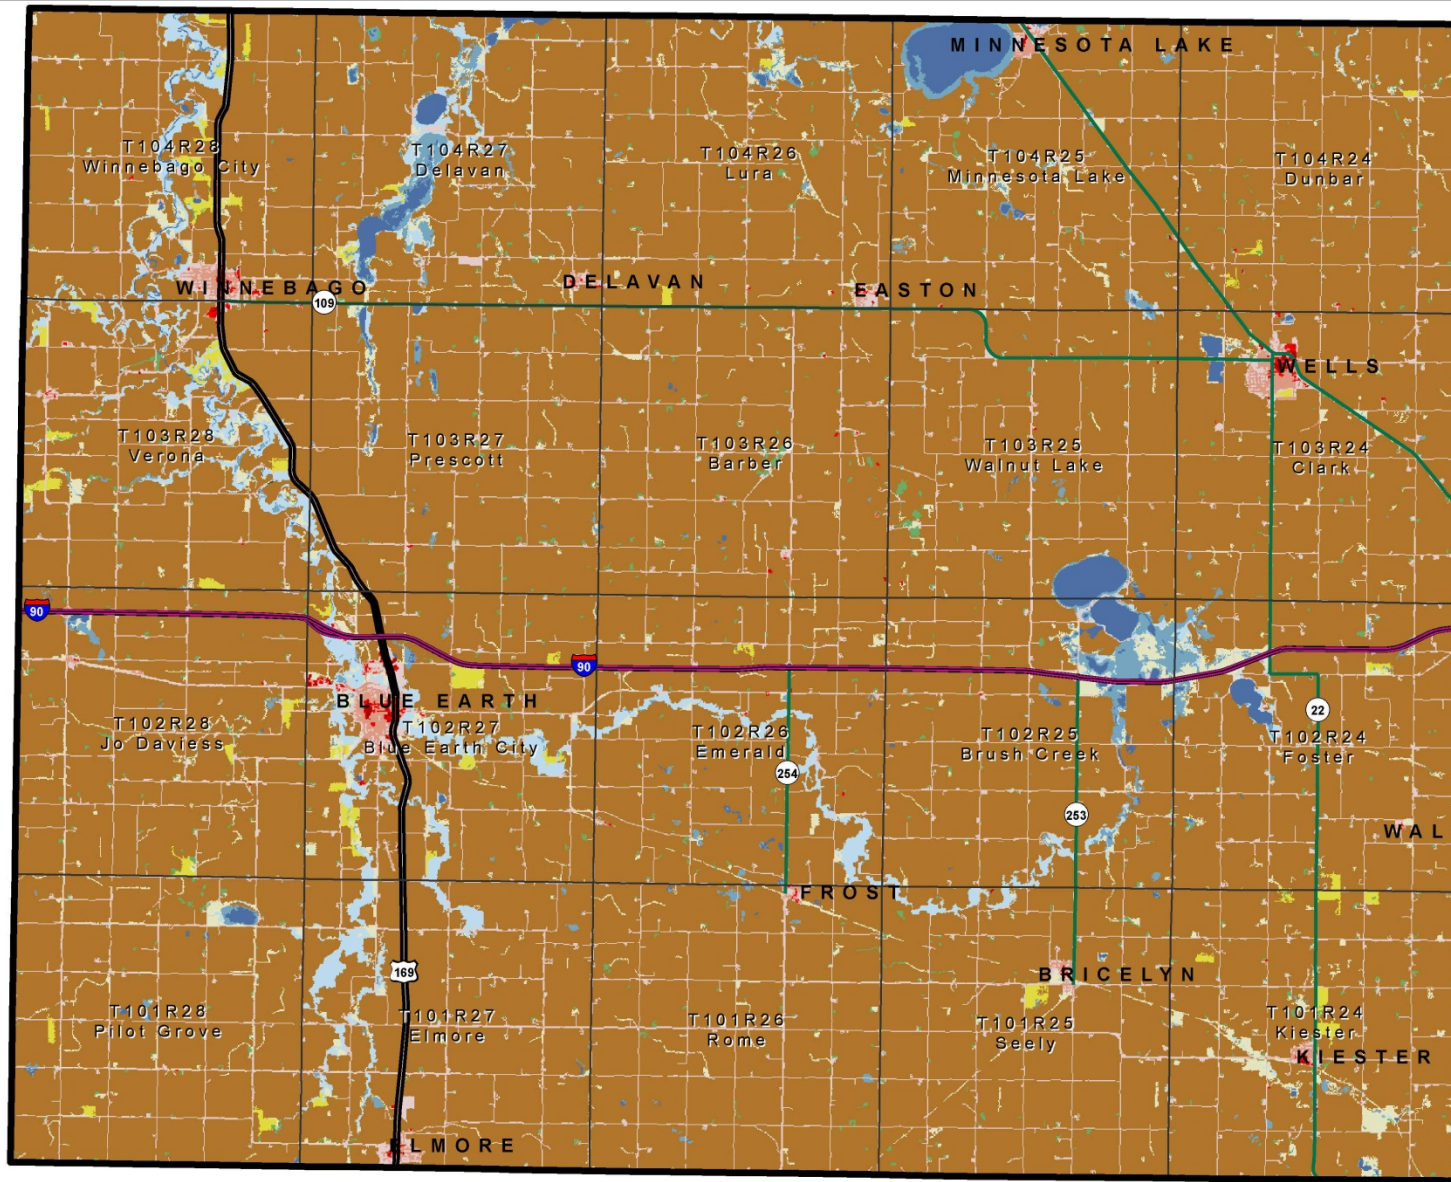 MINNESOTA LAKE
T104R28
Winnebago City
T104R27
Delavan
T104R26
Lura
T104R25
Minnesota Lake
T104R24
Dunbar
WINNEBAGO
109
DELAVAN
EASTON
WELLS
T103R28
Verona
T103R27
Prescott
T103R26
Barber
T103R25
Walnut Lake
T103R24
Clark
90
90
BLUE EARTH
T102R28
Jo Daviess
T102R27
Blue Earth City
T102R26
Emerald
254
T102R25
Brush Creek
253
22
T102R24
Foster
WAL
FROST
169
BRICELYN
T101R28
Pilot Grove
T101R27
Elmore
T101R26
Rome
T101R25
Seely
T101R24
Kiester
KIESTER
ELMORE